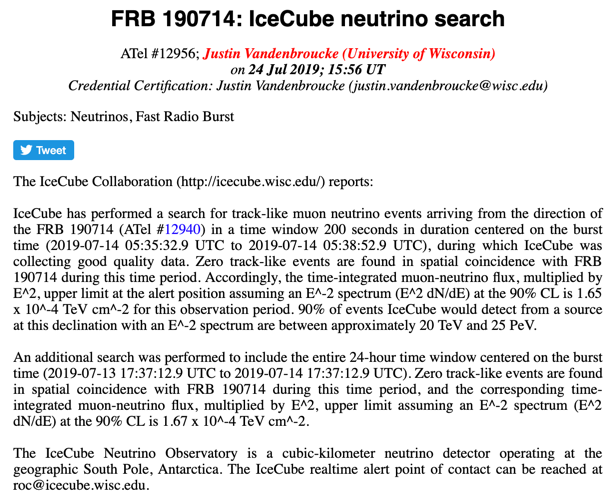 FRB 190714: IceCube neutrino search
ATel #12956; Justin Vandenbroucke (University of Wisconsin)
on 24 Jul 2019; 15:56 UT
Credential Certification: Justin Vandenbroucke (justin.vandenbroucke@wisc.edu)
Subjects: Neutrinos, Fast Radio Burst
Tweet
The IceCube Collaboration (http://icecube.wisc.edu/) reports:
IceCube has performed a search for track-like muon neutrino events arriving from the direction of
the FRB 190714 (ATel #12940) in a time window 200 seconds in duration centered on the burst
time (2019-07-14 05:35:32.9 UTC to 2019-07-14 05:38:52.9 UTC), during which IceCube was
collecting good quality data. Zero track-like events are found in spatial coincidence with FRB
190714 during this time period. Accordingly, the time-integrated muon-neutrino flux, multiplied by
E^2, upper limit at the alert position assuming an E^-2 spectrum (E^2 dN/dE) at the 90% CL is 1.65
x 10^-4 TeV cm^-2 for this observation period. 90% of events IceCube would detect from a source
at this declination with an E^-2 spectrum are between approximately 20 TeV and 25 PeV.
An additional search was performed to include the entire 24-hour time window centered on the burst
time (2019-07-13 17:37:12.9 UTC to 2019-07-14 17:37:12.9 UTC). Zero track-like events are found
in spatial coincidence with FRB 190714 during this time period, and the corresponding time-
integrated muon-neutrino flux, multiplied by E^2, upper limit assuming an E^-2 spectrum (E^2
dN/dE) at the 90% CL is 1.67 x 10^-4 TeV cm^-2.
The IceCube Neutrino Observatory is a cubic-kilometer neutrino detector operating at the
geographic South Pole, Antarctica. The IceCube realtime alert point of contact can be reached at
roc@icecube.wisc.edu.